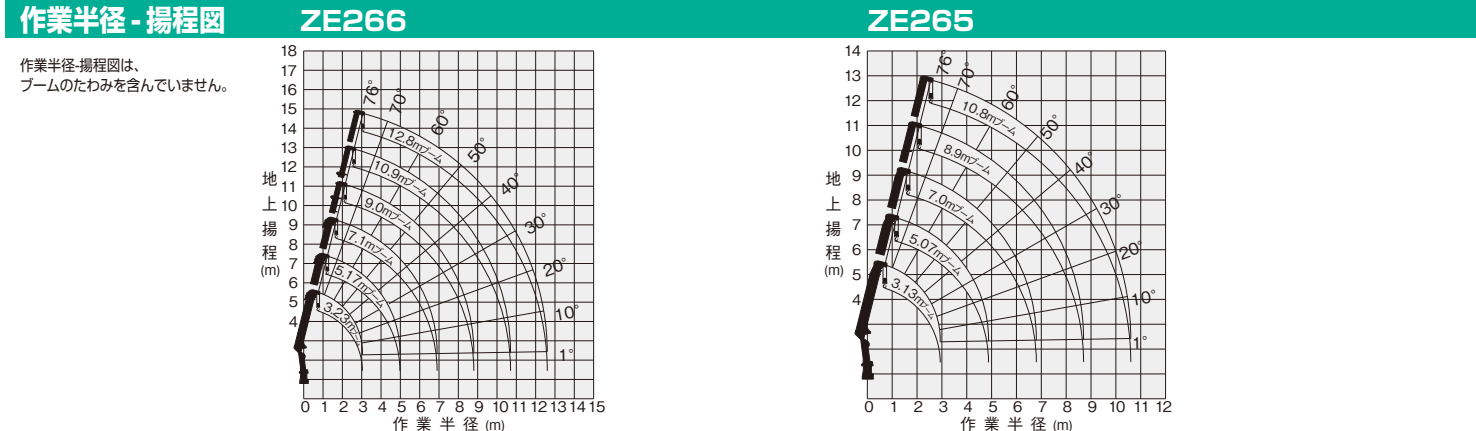 作業半径 - 揚程図
ZE266
ZE265
作業半径-揚程図は、
ブームのたわみを含んでいません。
18
17
16
15
14
13
12
11
10
9
8
7
6
5
4
地上揚程
(m)
76°
70°
60°
50°
40°
30°
20°
10°
1°
12.8mブーム
10.9mブーム
9.0mブーム
7.1mブーム
5.17mブーム
3.23mブーム
0 1 2 3 4 5 6 7 8 9 10 11 12 13 14 15
作業半径 (m)
14
13
12
11
10
9
8
7
6
5
4
地上揚程
(m)
76°
70°
60°
50°
40°
30°
20°
10°
1°
10.8mブーム
8.9mブーム
7.0mブーム
5.07mブーム
3.13mブーム
0 1 2 3 4 5 6 7 8 9 10 11 12
作業半径 (m)